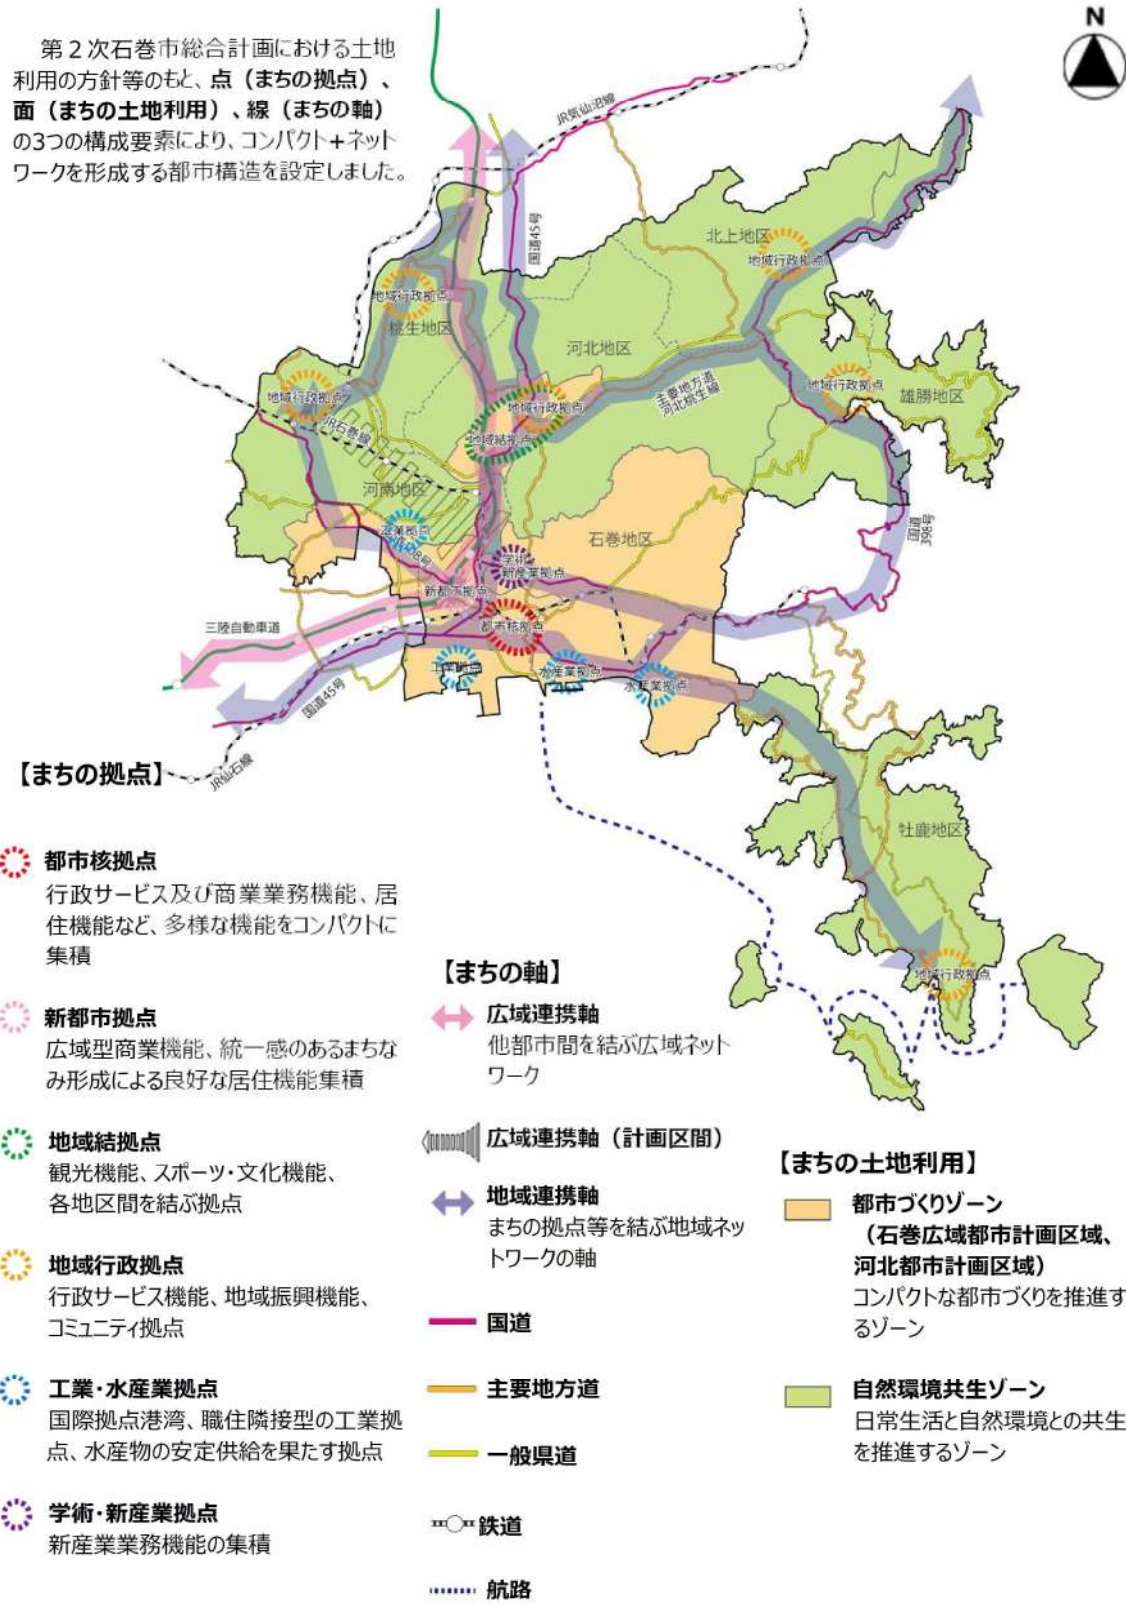 第２次石巻市総合計画における土地
利用の方針等のもと、点（まちの拠点）、
面（まちの土地利用）、線（まちの軸）
の3つの構成要素により、コンパクト+ネット
ワークを形成する都市構造を設定しました。
N
JR気仙沼線
国道45号
北上地区
地域行政拠点
地域行政拠点
桃生地区
河北地区
主要地方道
河北桃生線
地域行政拠点
雄勝地区
地域行政拠点
地域行政拠点
JR石巻線
地域結拠点
河南地区
工業拠点
石巻地区
国道
398号
学術
新産業拠点
新都市拠点
都市核拠点
三陸自動車道
工業拠点
水産業拠点
水産業拠点
国道45号
JR仙石線
牡鹿地区
地域行政拠点
【まちの拠点】
都市核拠点
行政サービス及び商業業務機能、居
住機能など、多様な機能をコンパクトに
集積
新都市拠点
広域型商業機能、統一感のあるまちな
み形成による良好な居住機能集積
地域結拠点
観光機能、スポーツ・文化機能、
各地区間を結ぶ拠点
地域行政拠点
行政サービス機能、地域振興機能、
コミュニティ拠点
工業・水産業拠点
国際拠点港湾、職住隣接型の工業拠
点、水産物の安定供給を果たす拠点
学術・新産業拠点
新産業業務機能の集積
【まちの軸】
広域連携軸
他都市間を結ぶ広域ネット
ワーク
広域連携軸（計画区間）
地域連携軸
まちの拠点等を結ぶ地域ネッ
トワークの軸
国道
主要地方道
一般県道
鉄道
航路
【まちの土地利用】
都市づくりゾーン
（石巻広域都市計画区域、
河北都市計画区域）
コンパクトな都市づくりを推進す
るゾーン
自然環境共生ゾーン
日常生活と自然環境との共生
を推進するゾーン